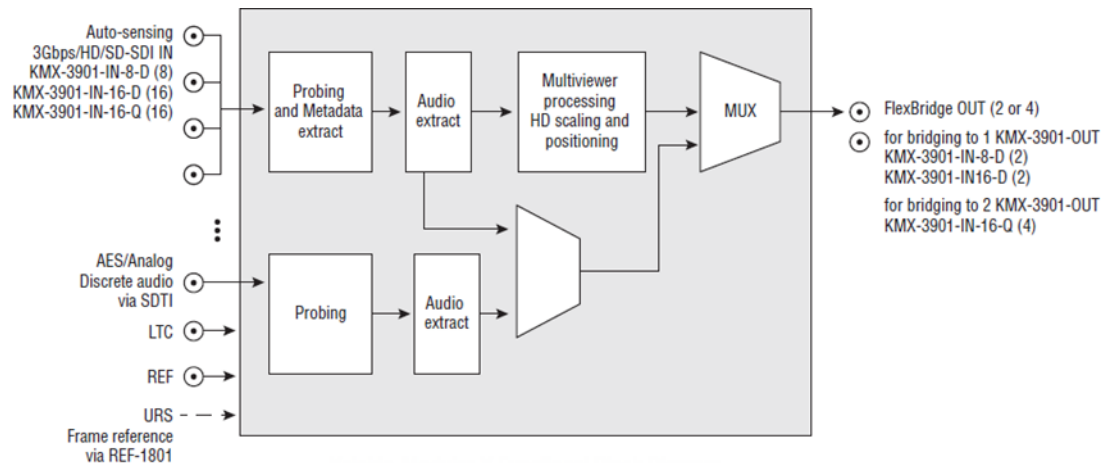 Auto-sensing
3Gbps/HD/SD-SDI IN
KMX-3901-IN-8-D (8)
KMX-3901-IN-16-D (16)
KMX-3901-IN-16-Q (16)
Probing
and Metadata
extract
Audio
extract
Multiviewer
processing
HD scaling and
positioning
MUX
FlexBridge OUT (2 or 4)
for bridging to 1 KMX-3901-OUT
KMX-3901-IN-8-D (2)
KMX-3901-IN16-D (2)
for bridging to 2 KMX-3901-OUT
KMX-3901-IN-16-Q (4)
AES/Analog
Discrete audio
via SDTI
Probing
Audio
extract
LTC
REF
URS
Frame reference
via REF-1801